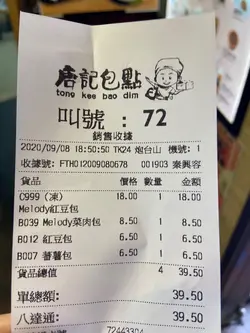 唐記包點
tong kee bao dim
叫號 : 72
銷售收據
2020/09/08 18:50:50 TK24 炮台山 機號: 1
收據號: FTH012009080678 001903 秦興容
貨品 價格 數量 金額
C999 (凍) 18.00 1 18.00
Melody紅豆包
B039 Melody菜肉包 8.50 1 8.50
B012 紅豆包 6.50 1 6.50
B007 蕃薯包 6.50 1 6.50
貨品總值 4 39.50
單總額: 39.50
八達通: 39.50